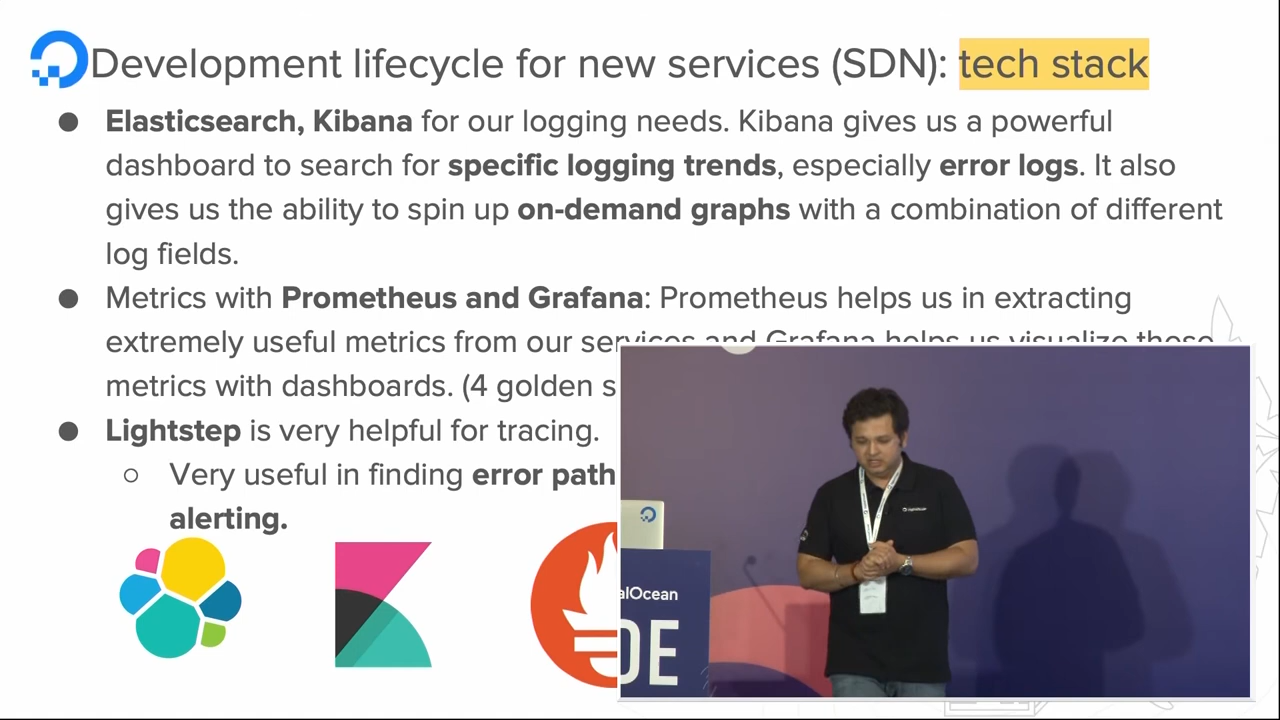 Development lifecycle for new services (SDN): tech stack
● Elasticsearch, Kibana for our logging needs. Kibana gives us a powerful
dashboard to search for specific logging trends, especially error logs. It also
gives us the ability to spin up on-demand graphs with a combination of different
log fields.
● Metrics with Prometheus and Grafana: Prometheus helps us in extracting
extremely useful metrics from our services and Grafana helps us visualize these
metrics with dashboards. (4 golden s
● Lightstep is very helpful for tracing.
○ Very useful in finding error path
alerting.
alOcean
DE